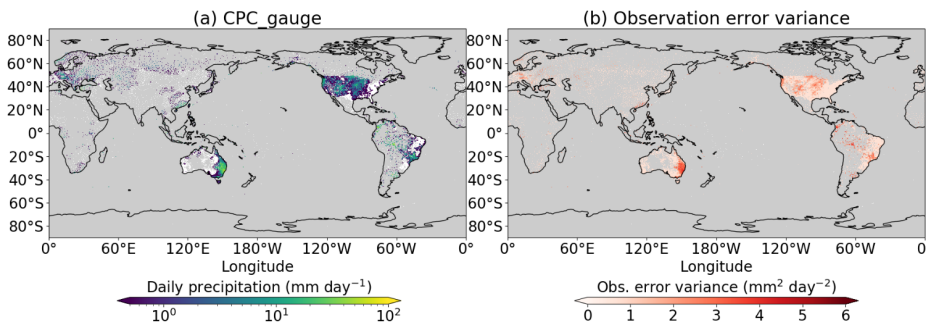 (a) CPC_gauge
(b) Observation error variance
80°N
60°N
40°N
20°N
0°
20°S
40°S
60°S
80°S
80°N
60°N
40°N
20°N
0°
20°S
40°S
60°S
80°S
0° 60°E 120°E 180° 120°W 60°W 0°
0° 60°E 120°E 180° 120°W 60°W 0°
Longitude
Longitude
Daily precipitation (mm day⁻¹)
Obs. error variance (mm² day⁻²)
10⁰ 10¹ 10²
0 1 2 3 4 5 6